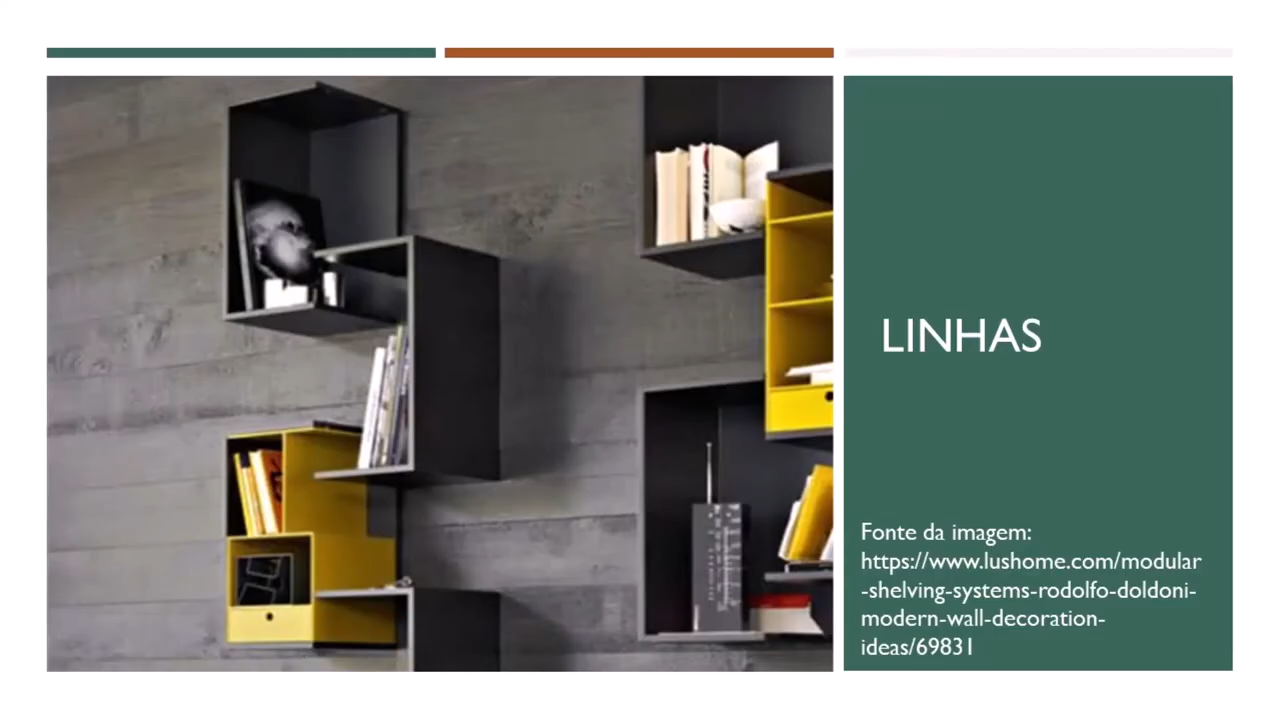 LINHAS
Fonte da imagem:
https://www.lushome.com/modular
-shelving-systems-rodolfo-doldoni-
modern-wall-decoration-
ideas/69831